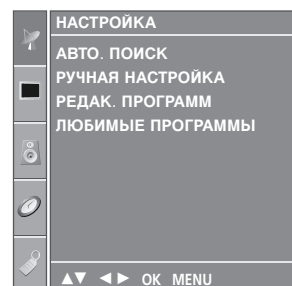 НАСТРОЙКА
АВТО. ПОИСК
РУЧНАЯ НАСТРОЙКА
РЕДАК. ПРОГРАММ
ЛЮБИМЫЕ ПРОГРАММЫ
▲▼ ◄► OK MENU